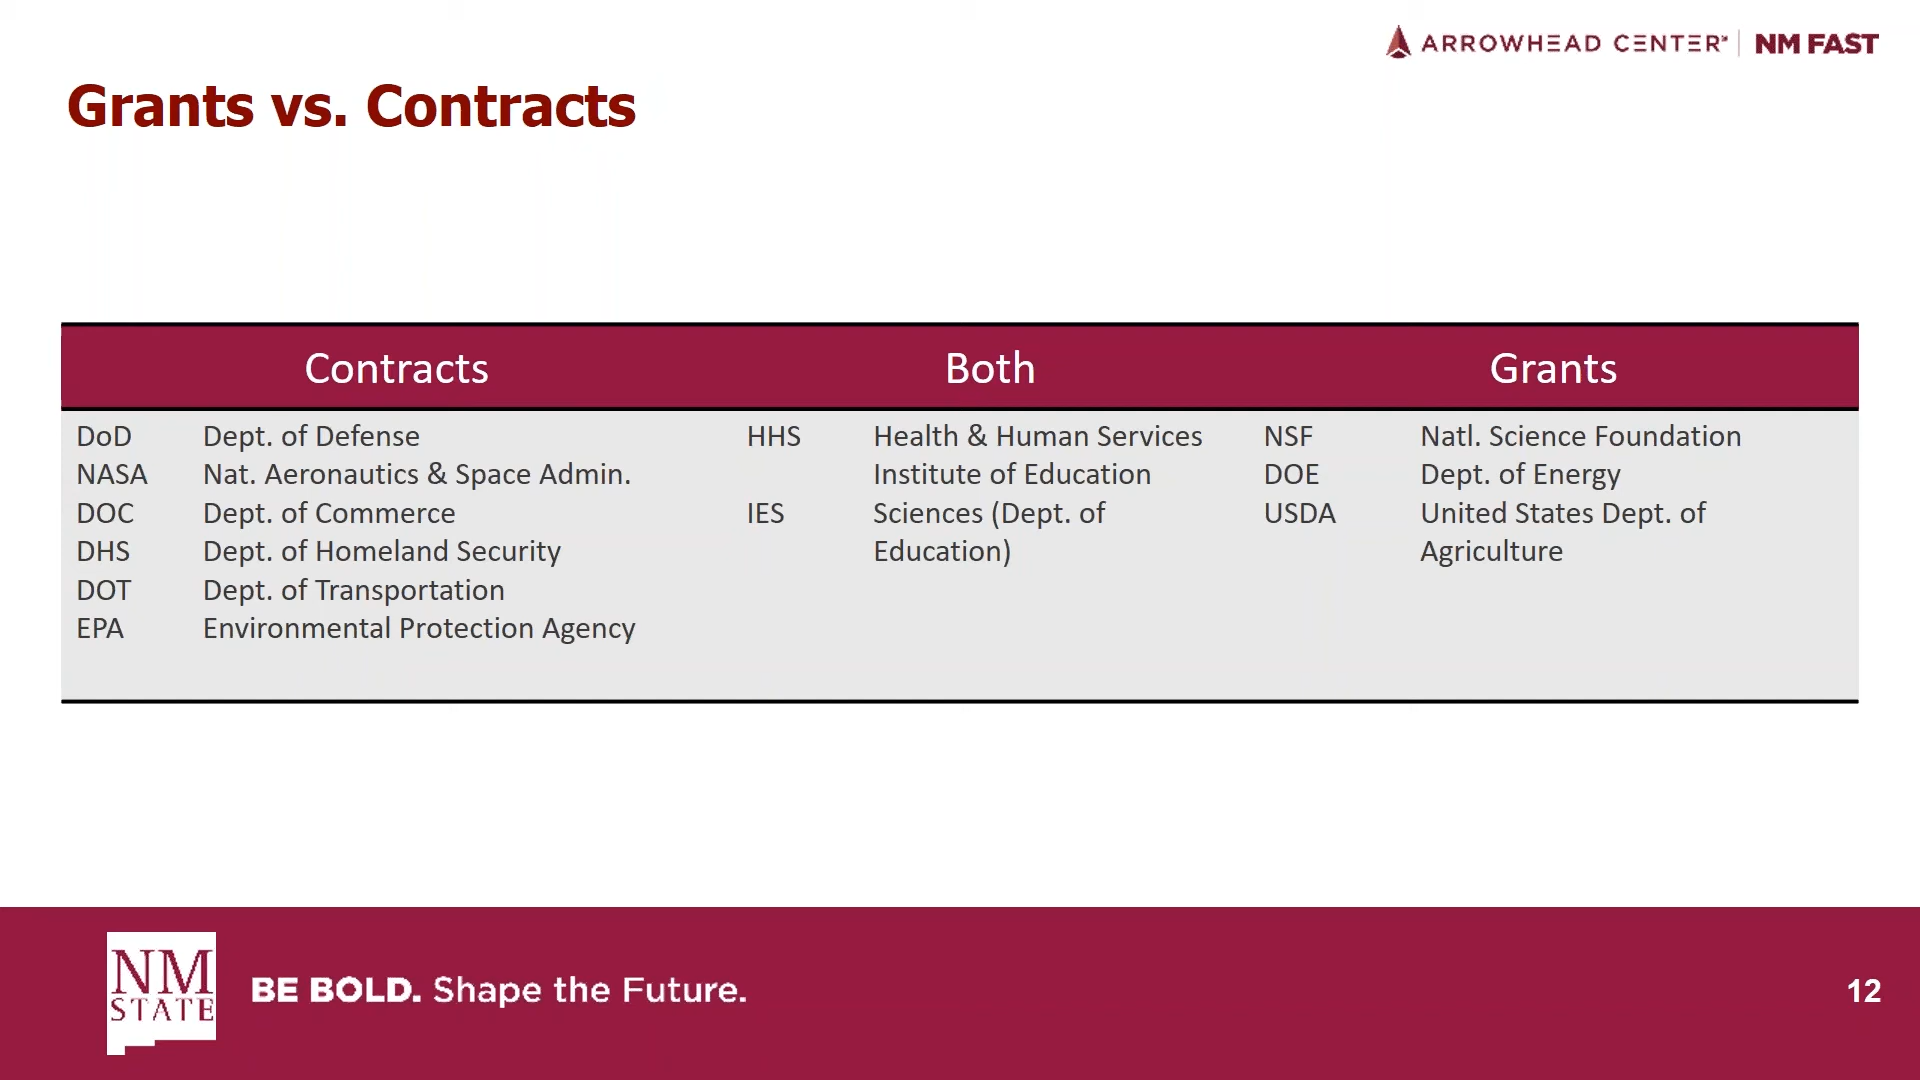 ARROWHEAD CENTER™ | NM FAST
Grants vs. Contracts
Contracts Both Grants
DoD Dept. of Defense HHS Health & Human Services NSF Natl. Science Foundation
NASA Nat. Aeronautics & Space Admin. Institute of Education DOE Dept. of Energy
DOC Dept. of Commerce IES Sciences (Dept. of USDA United States Dept. of
DHS Dept. of Homeland Security Education) Agriculture
DOT Dept. of Transportation
EPA Environmental Protection Agency
NM
STATE
BE BOLD. Shape the Future.
12